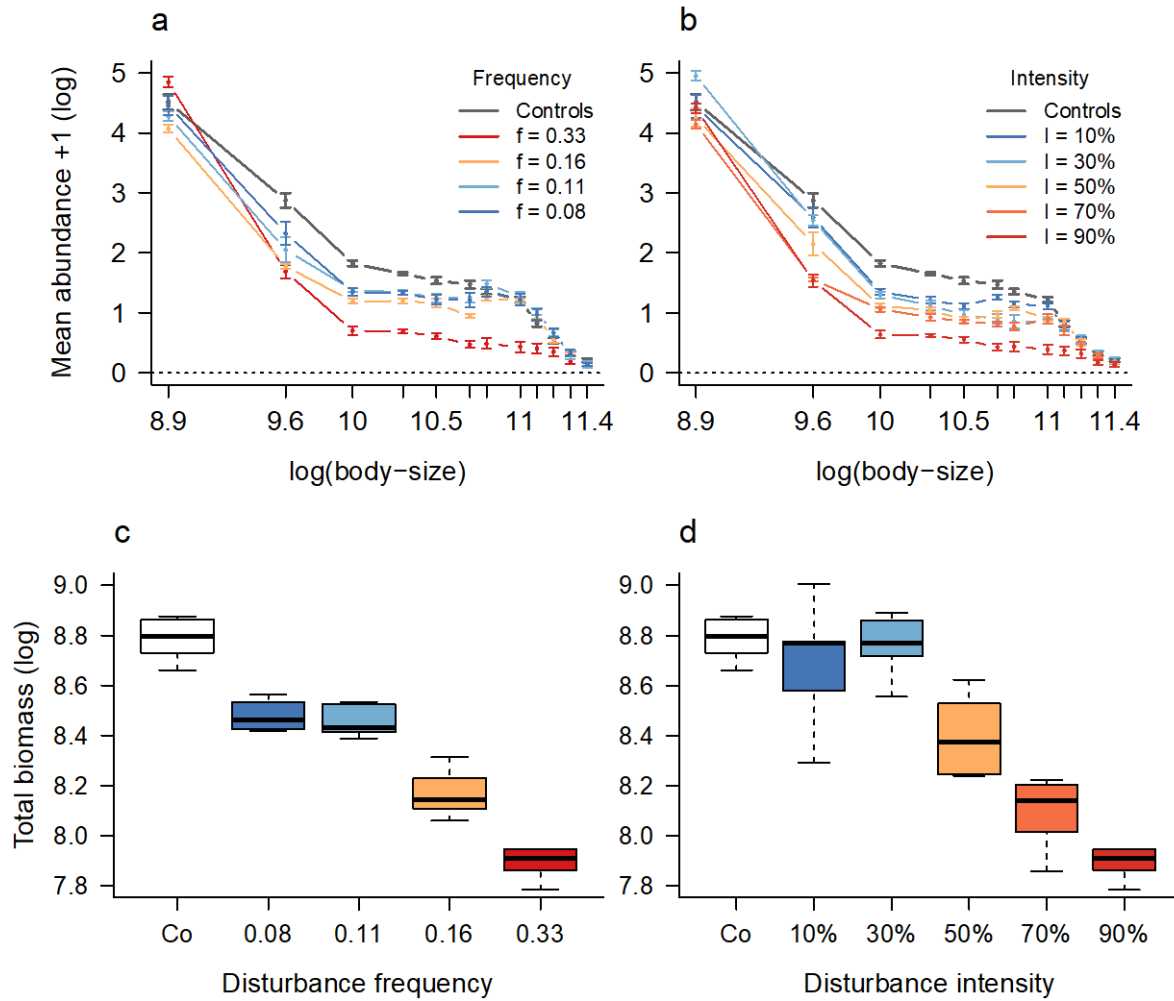 a
Mean abundance +1 (log)
5
4
3
2
1
0
8.9 9.6 10 10.5 11 11.4
log(body−size)
Frequency
Controls
f = 0.33
f = 0.16
f = 0.11
f = 0.08
b
5
4
3
2
1
0
8.9 9.6 10 10.5 11 11.4
log(body−size)
Intensity
Controls
I = 10%
I = 30%
I = 50%
I = 70%
I = 90%
c
Total biomass (log)
9.0
8.8
8.6
8.4
8.2
8.0
7.8
Co 0.08 0.11 0.16 0.33
Disturbance frequency
d
9.0
8.8
8.6
8.4
8.2
8.0
7.8
Co 10% 30% 50% 70% 90%
Disturbance intensity